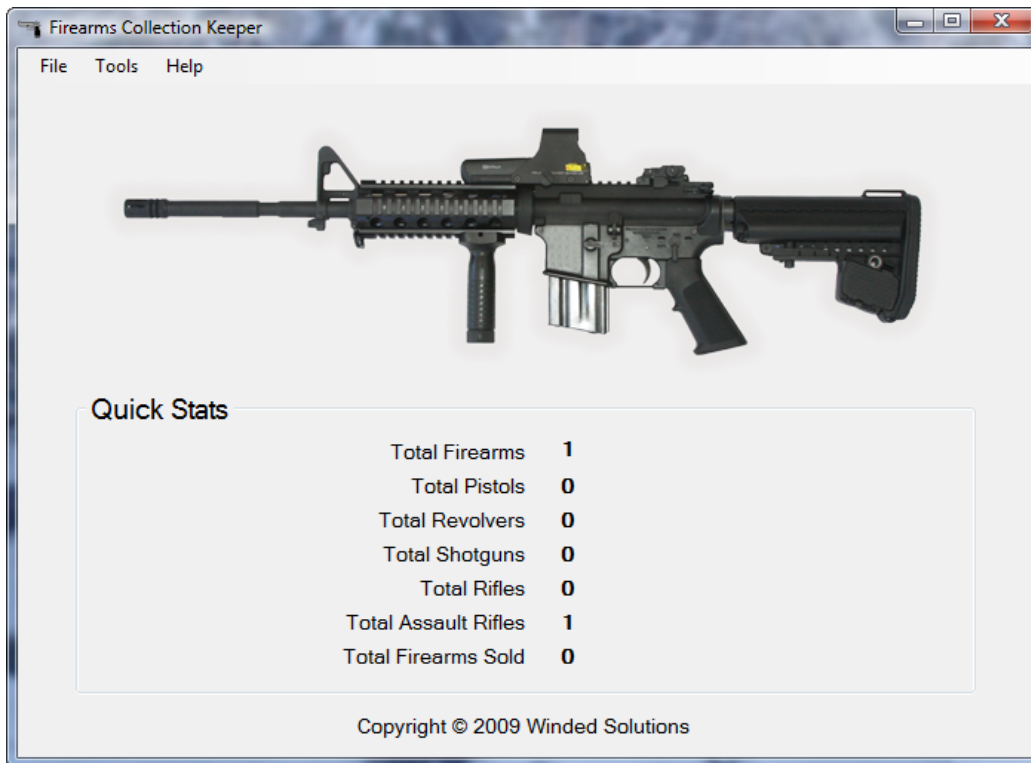 Firearms Collection Keeper
File Tools Help
Quick Stats
Total Firearms 1
Total Pistols 0
Total Revolvers 0
Total Shotguns 0
Total Rifles 0
Total Assault Rifles 1
Total Firearms Sold 0
Copyright © 2009 Winded Solutions